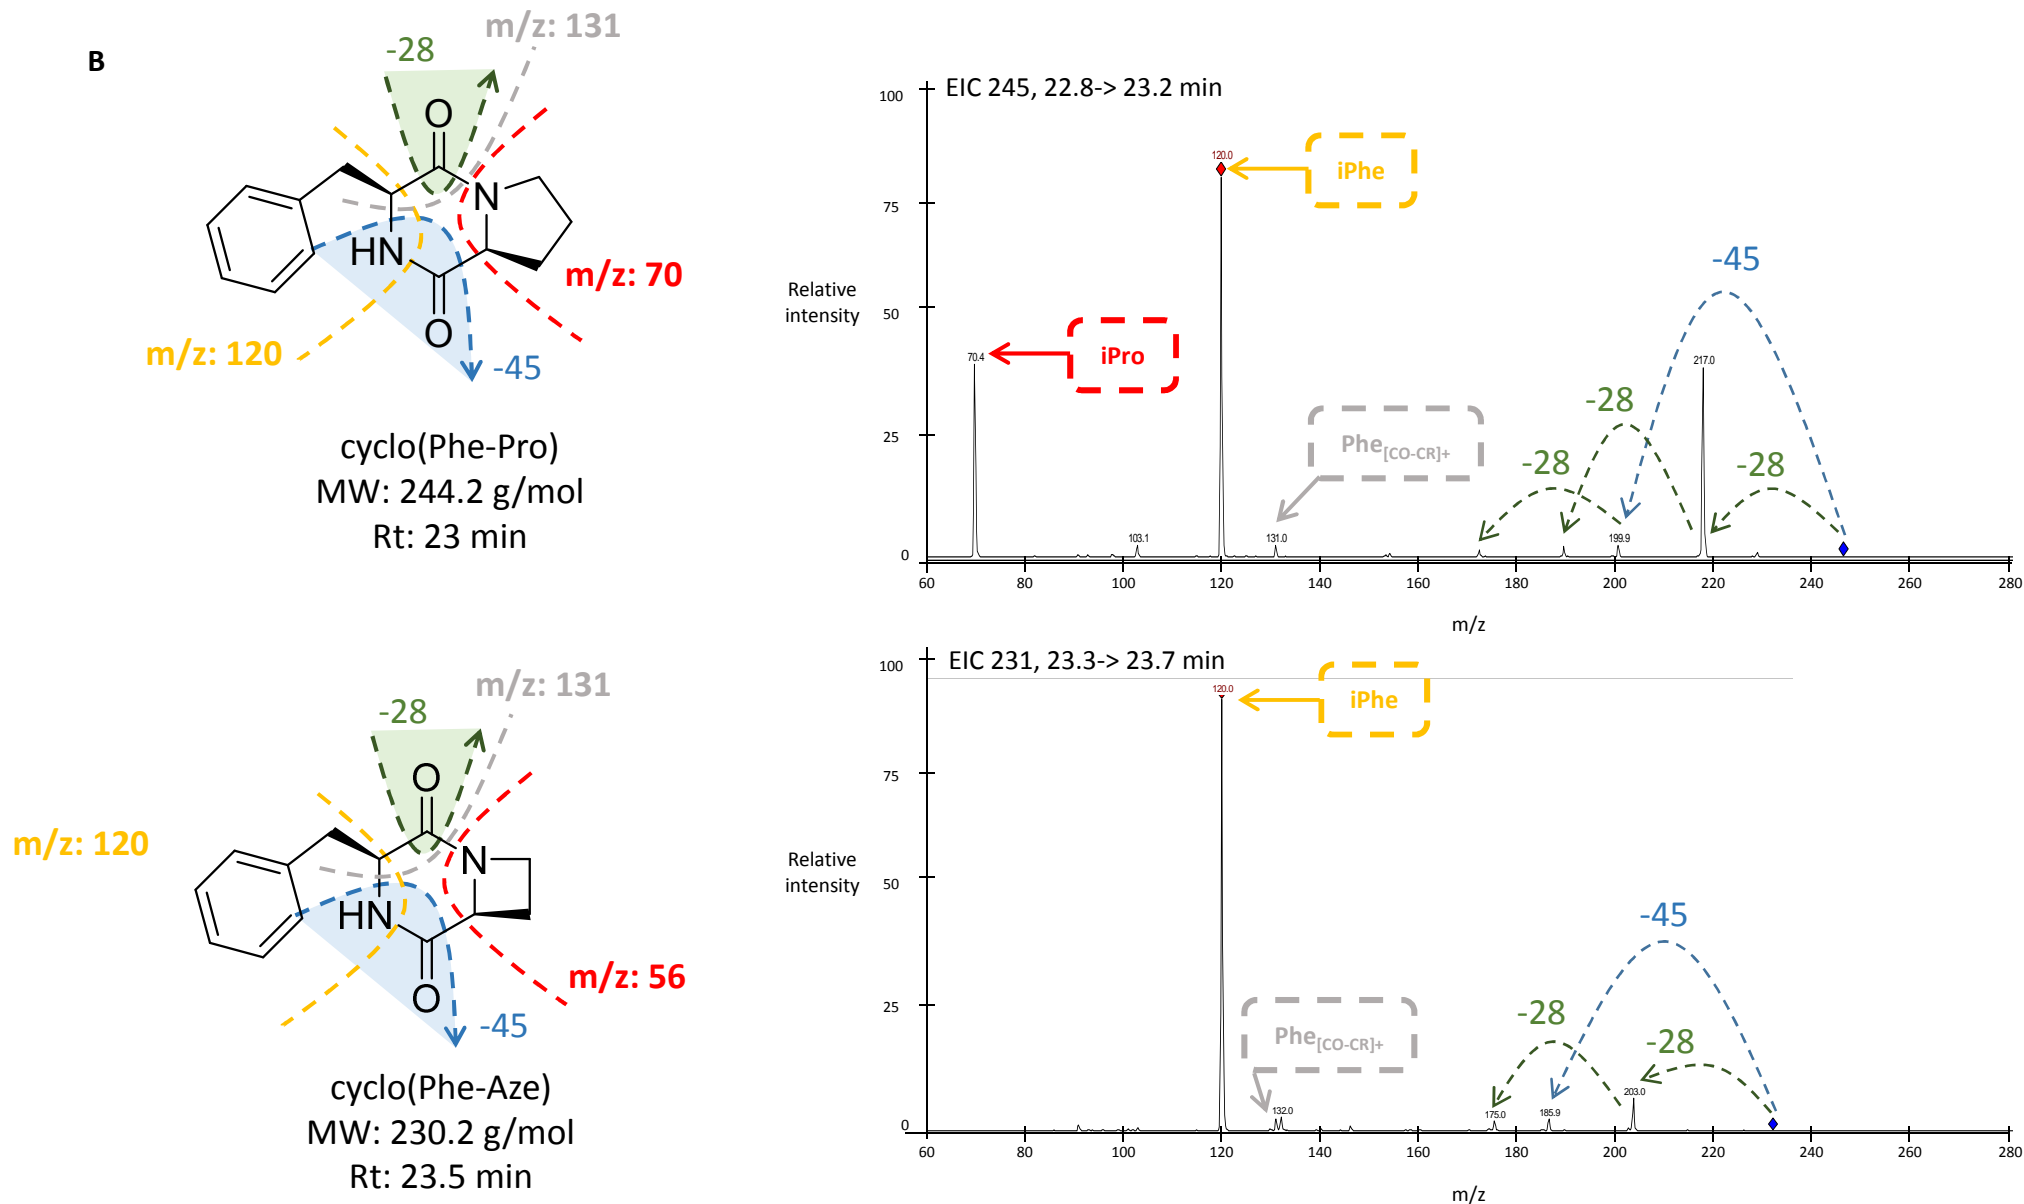 B
m/z: 131
-28
O
N
HN
O
m/z: 70
m/z: 120
-45
cyclo(Phe-Pro)
MW: 244.2 g/mol
Rt: 23 min
EIC 245, 22.8-> 23.2 min
100
75
50
25
0
Relative
intensity
120.0
iPhe
70.4
iPro
-45
-28
-28
-28
Phe[CO-CR]+
103.1
131.0
199.9
217.0
60 80 100 120 140 160 180 200 220 240 260 280
m/z
m/z: 131
-28
m/z: 120
O
N
HN
O
m/z: 56
-45
cyclo(Phe-Aze)
MW: 230.2 g/mol
Rt: 23.5 min
EIC 231, 23.3-> 23.7 min
100
75
50
25
0
Relative
intensity
120.0
iPhe
-45
-28
-28
Phe[CO-CR]+
132.0
175.0
185.9
203.0
60 80 100 120 140 160 180 200 220 240 260 280
m/z